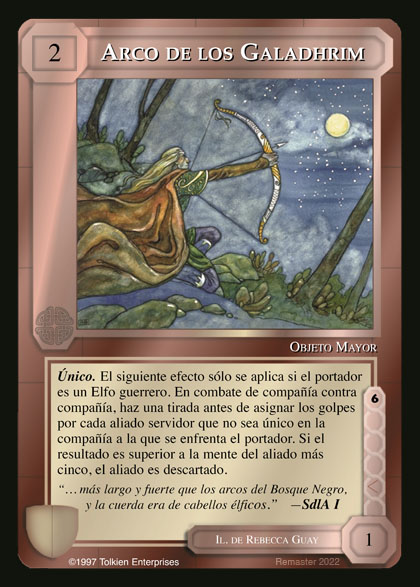 2
ARCO DE LOS GALADHRIM
OBJETO MAYOR
Único. El siguiente efecto sólo se aplica si el portador
es un Elfo guerrero. En combate de compañía contra
compañía, haz una tirada antes de asignar los golpes
por cada aliado servidor que no sea único en la
compañía a la que se enfrenta el portador. Si el
resultado es superior a la mente del aliado más
cinco, el aliado es descartado.
“…más largo y fuerte que los arcos del Bosque Negro,
y la cuerda era de cabellos élficos.” —SdlA I
6
IL. DE REBECCA GUAY
1
©1997 Tolkien Enterprises
Remaster 2022